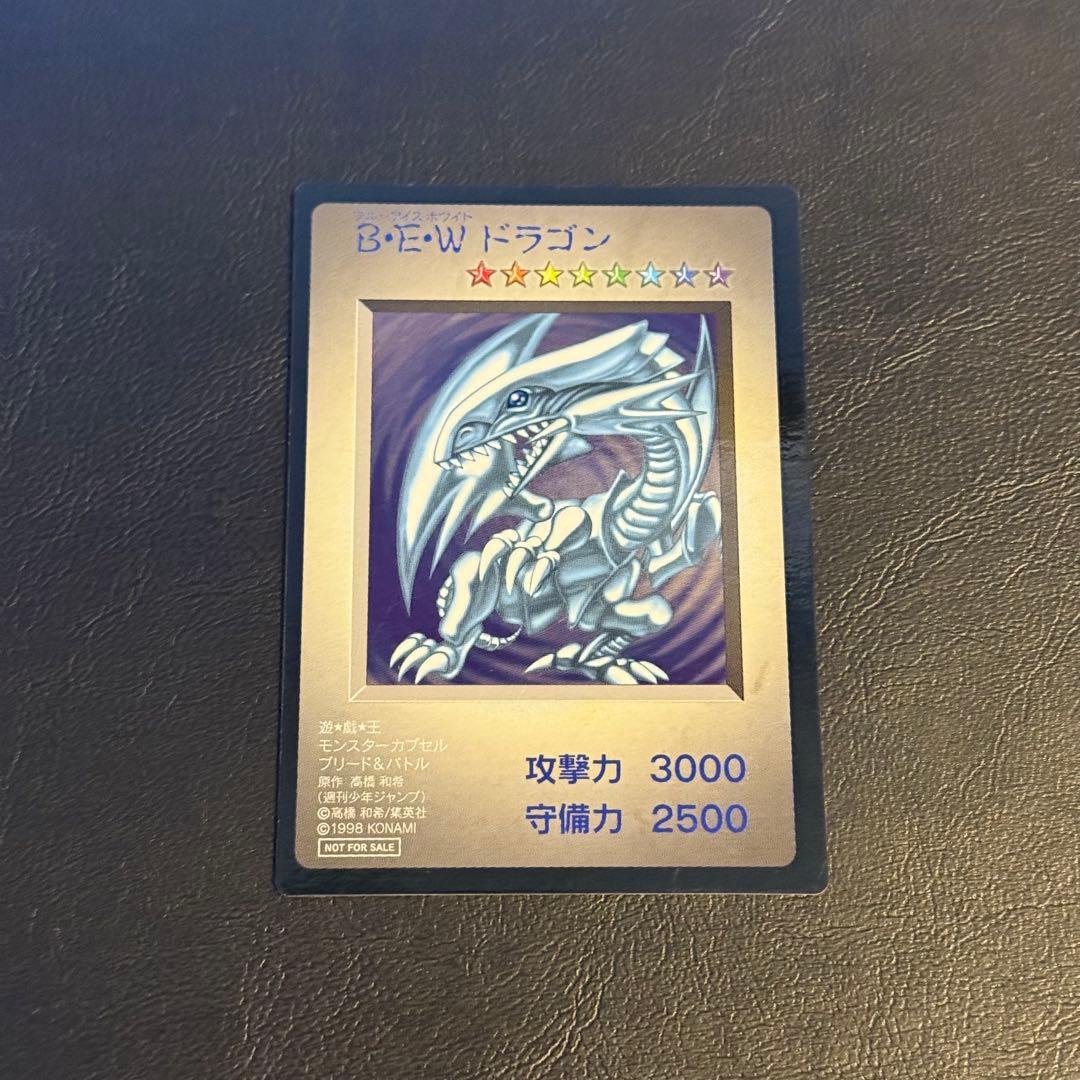 ブルーアイズホワイト
B・E・W ドラゴン
遊★戯★王
モンスターカプセル
ブリード&バトル
原作 高橋 和希
(週刊少年ジャンプ)
©高橋 和希/集英社
©1998 KONAMI
NOT FOR SALE
攻撃力 3000
守備力 2500